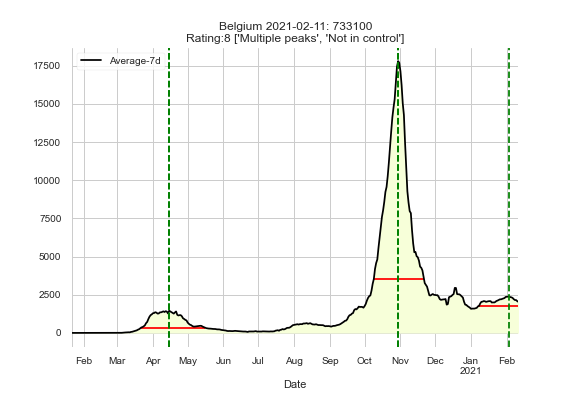 Belgium 2021-02-11: 733100
Rating:8 ['Multiple peaks', 'Not in control']
Average-7d
17500
15000
12500
10000
7500
5000
2500
0
Feb Mar Apr May Jun Jul Aug Sep Oct Nov Dec Jan Feb
2021
Date